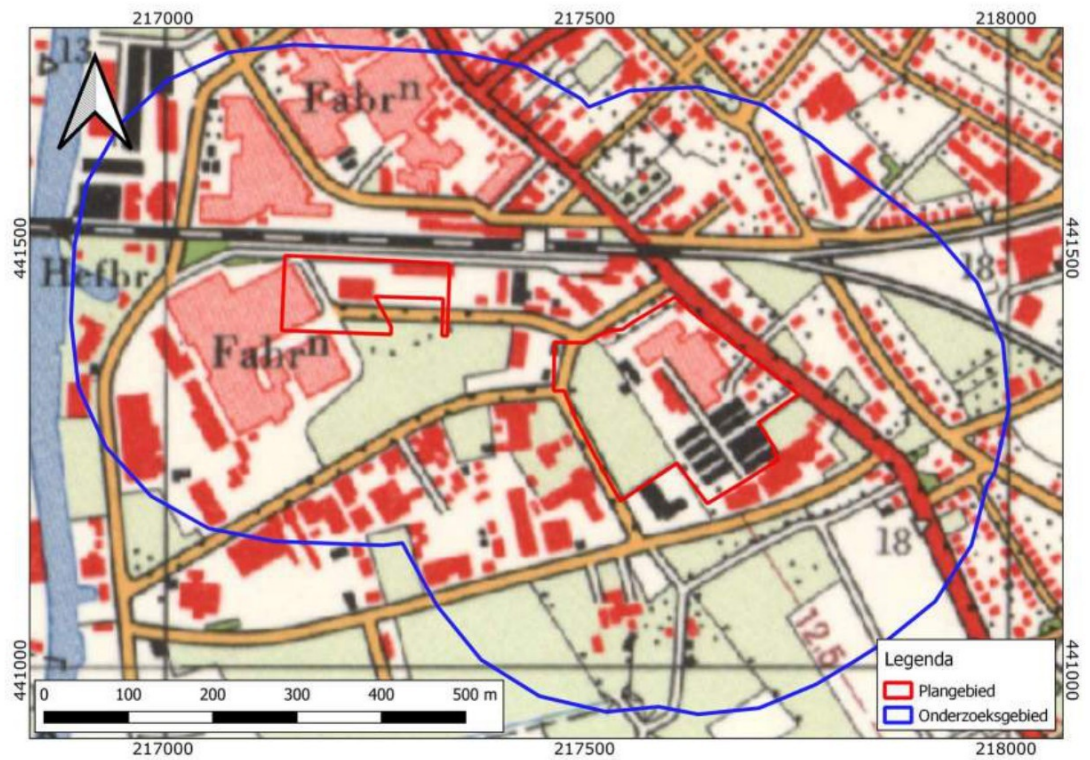 217000 217500 218000
13
Fabrⁿ
441500 441500
Hefbr 18
Fabrⁿ
18
12,5
441000 441000
Legenda
Plangebied
Onderzoeksgebied
0 100 200 300 400 500 m
217000 217500 218000